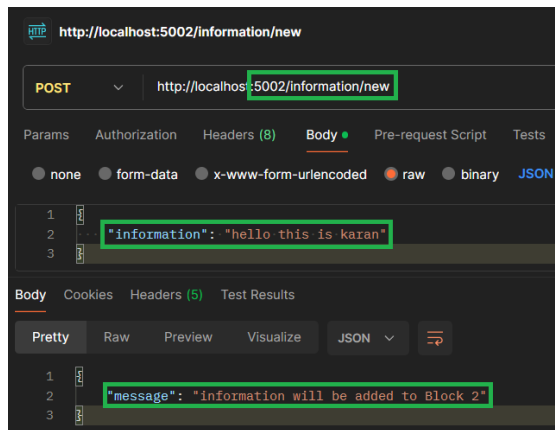 HTTP http://localhost:5002/information/new
POST http://localhost:5002/information/new
Params Authorization Headers (8) Body Pre-request Script Tests
none form-data x-www-form-urlencoded raw binary JSON
1 {
2 "information": "hello this is karan"
3 }
Body Cookies Headers (5) Test Results
Pretty Raw Preview Visualize JSON
1 {
2 "message": "information will be added to Block 2"
3 }